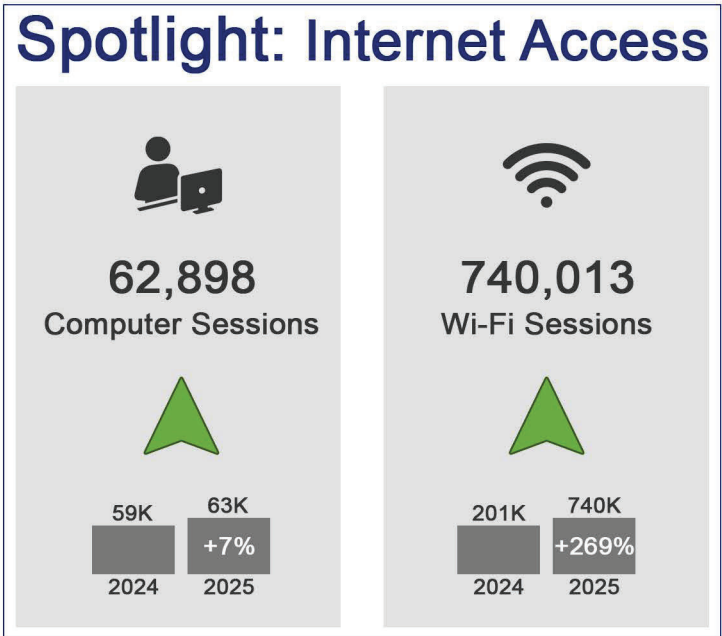 Spotlight: Internet Access
62,898
Computer Sessions
59K
63K
+7%
2024
2025
740,013
Wi-Fi Sessions
201K
740K
+269%
2024
2025